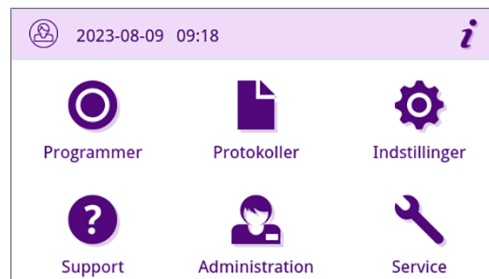 2023-08-09 09:18 i
Programmer Protokoller Indstillinger
? Support Administration Service